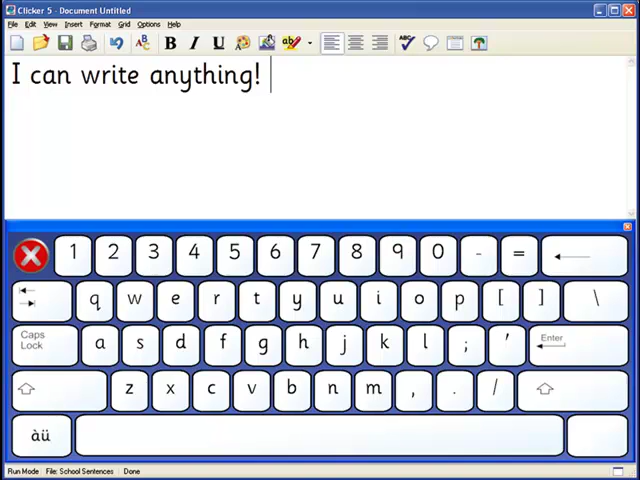 Clicker 5 - Document Untitled
File Edit View Insert Format Grid Options Help
B I U ABC
I can write anything!
1 2 3 4 5 6 7 8 9 0 - =
q w e r t y u i o p [ ] \
Caps Lock a s d f g h j k l ; ' Enter
z x c v b n m , . /
àü
Run Mode File: School Sentences Done